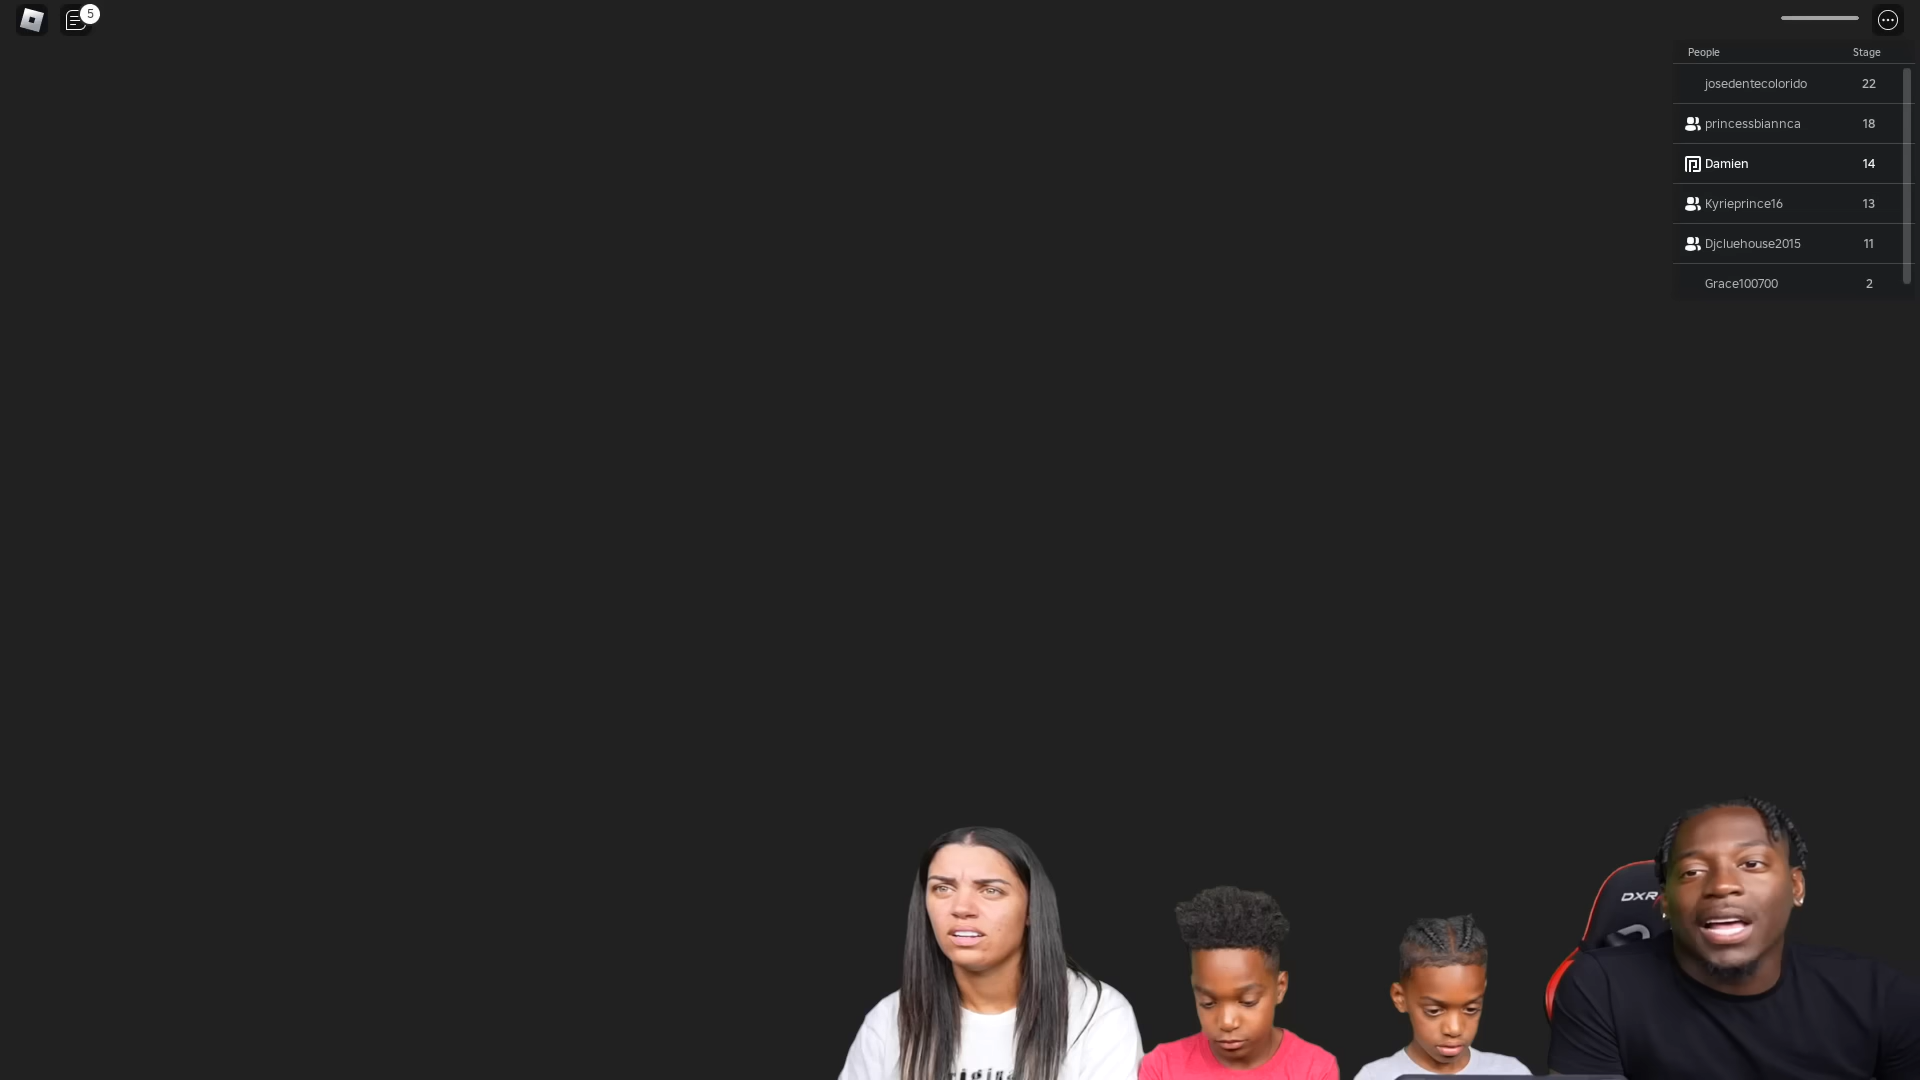 5
People Stage
josedentecolorido 22
princessbiannca 18
Damien 14
Kyrieprince16 13
Djcluehouse2015 11
Grace100700 2
DXR